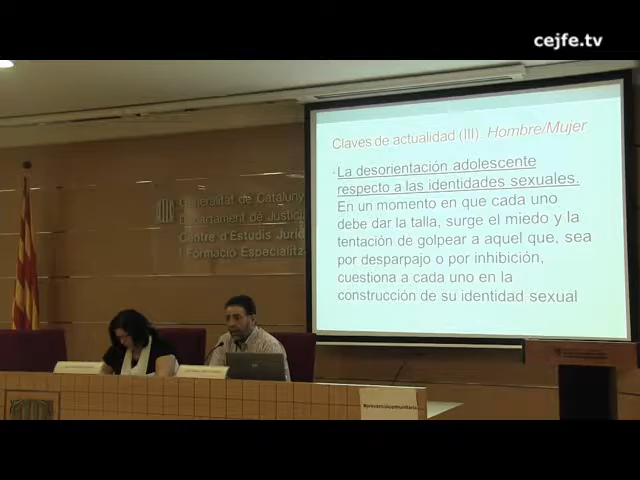 cejfe.tv
Claves de actualidad (III). Hombre/Mujer
La desorientación adolescente
respecto a las identidades sexuales.
En un momento en que cada uno
debe dar la talla, surge el miedo y la
tentación de golpear a aquel que, sea
por desparpajo o por inhibición,
cuestiona a cada uno en la
construcción de su identidad sexual
Generalitat de Cataluny
Departament de Justícia
Centre d'Estudis Juríd
i Formació Especialitz